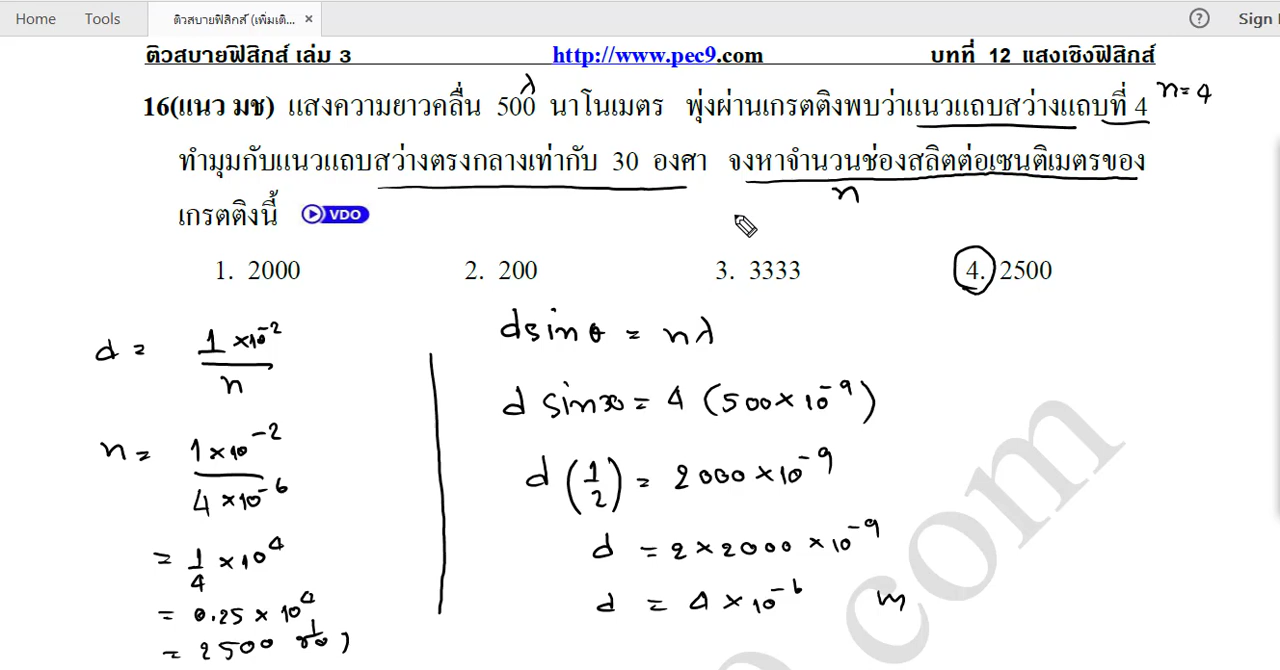 Home Tools ติวสบายฟิสิกส์ (เพิ่มเติ... × ? Sign
ติวสบายฟิสิกส์ เล่ม 3 http://www.pec9.com บทที่ 12 แสงเชิงฟิสิกส์
λ
16(แนว มช) แสงความยาวคลื่น 500 นาโนเมตร พุ่งผ่านเกรตติงพบว่าแนวแถบสว่างแถบที่ 4 n = 4
ทำมุมกับแนวแถบสว่างตรงกลางเท่ากับ 30 องศา จงหาจำนวนช่องสลิตต่อเซนติเมตรของ
n
เกรตติงนี้ VDO
1. 2000 2. 200 3. 3333 4. 2500
d = 1 × 10⁻² / n
n = 1 × 10⁻² / 4 × 10⁻⁶
= 1/4 × 10⁴
= 0.25 × 10⁴
= 2500
d sin θ = n λ
d sin 30 = 4 (500 × 10⁻⁹)
d (1/2) = 2000 × 10⁻⁹
d = 2 × 2000 × 10⁻⁹
d = 4 × 10⁻⁶ m
com